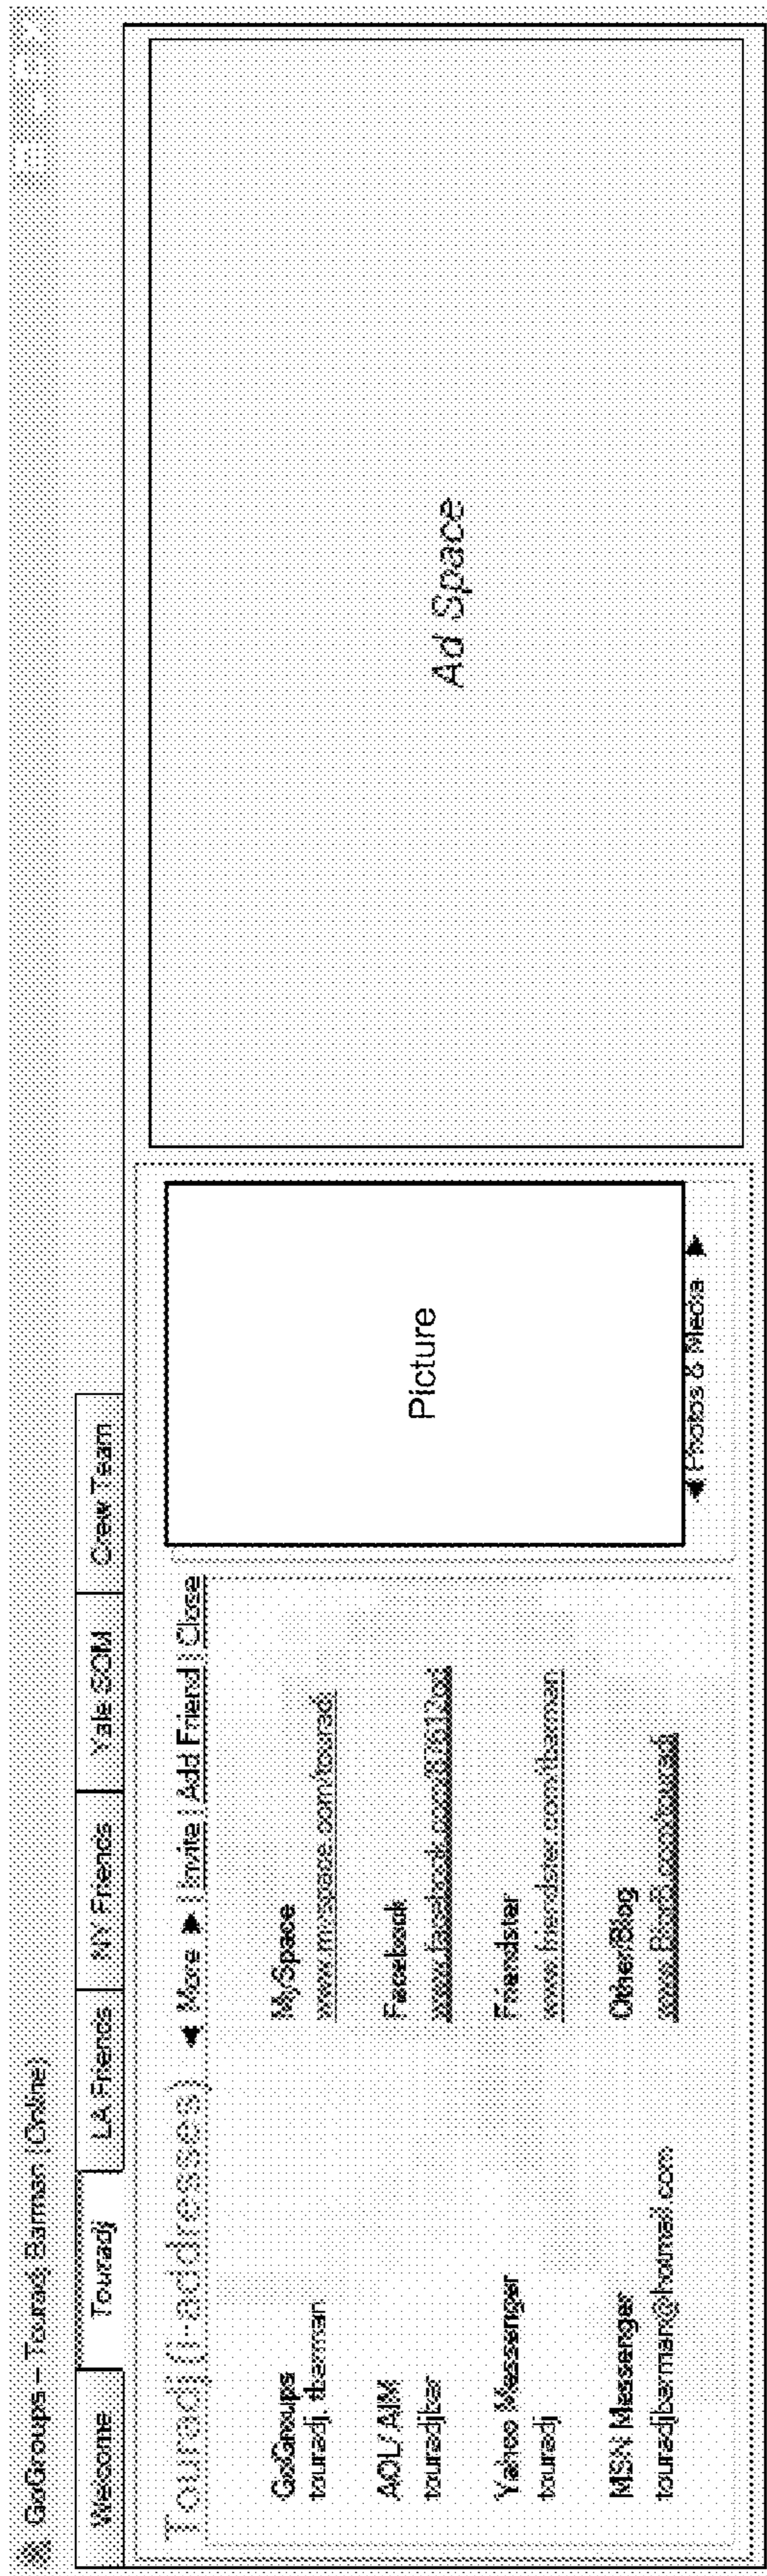 GoGroups – Touradj Barman (Online)
Welcome
Touradj
LA Friends
NY Friends
Yale SOM
Crew Team
Touradj (i-addresses)
◄ More ► | Invite | Add Friend | Close
GoGroups
touradj, tbarman
AOL/ AIM
touradjbar
Yahoo Messenger
touradj
MSN Messenger
touradjbarman@hotmail.com
MySpace
www.myspace.com/touradj
Facebook
Friendster
www.friendster.com/tbarman
Other/Blog
Picture
◄ Photos & Media ►
Ad Space